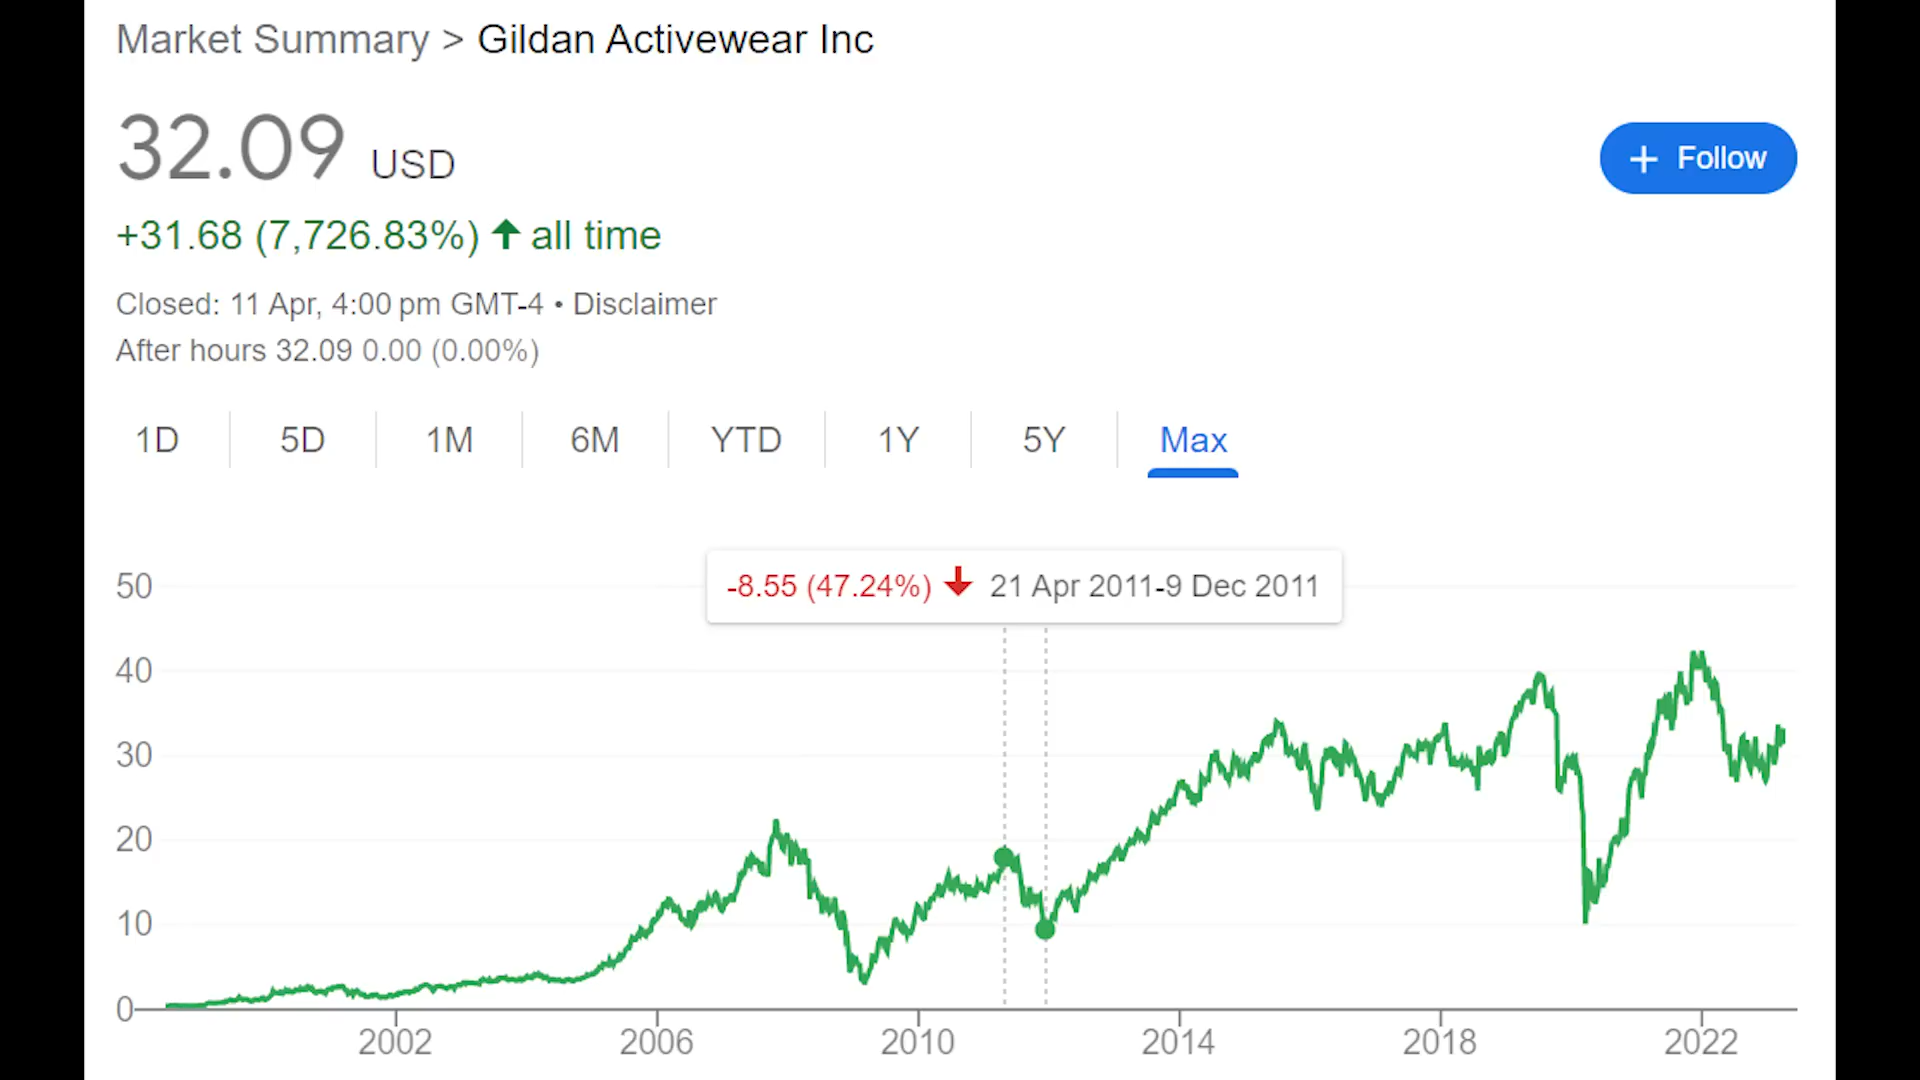 Market Summary > Gildan Activewear Inc
32.09 USD
+ Follow
+31.68 (7,726.83%) ↑ all time
Closed: 11 Apr, 4:00 pm GMT-4 • Disclaimer
After hours 32.09 0.00 (0.00%)
1D 5D 1M 6M YTD 1Y 5Y Max
-8.55 (47.24%) ↓ 21 Apr 2011-9 Dec 2011
50
40
30
20
10
0
2002 2006 2010 2014 2018 2022